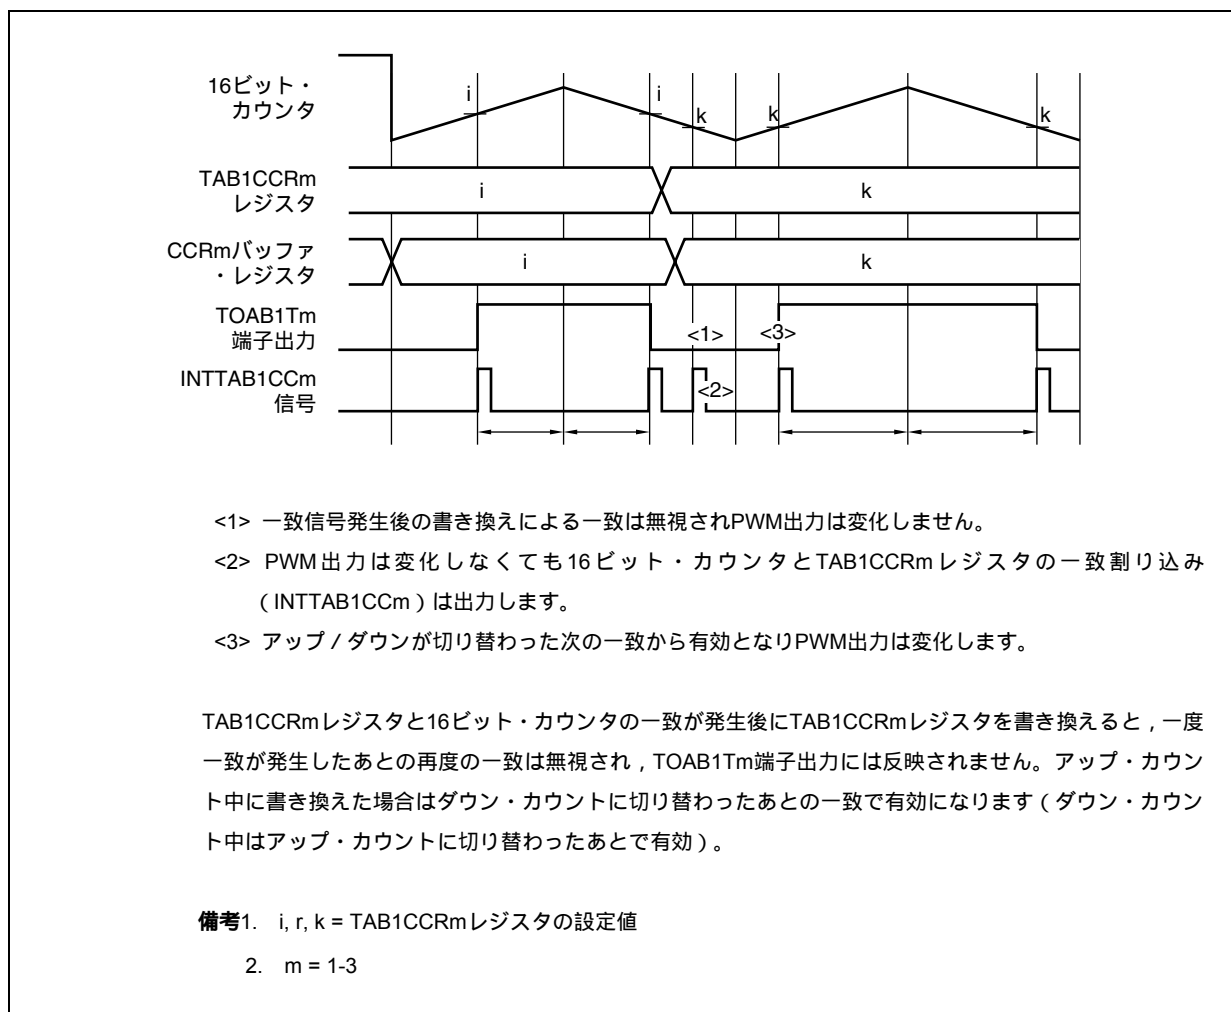 16ビット・
カウンタ
i
i
k
k
k
TAB1CCRm
レジスタ
i
k
CCRmバッファ
・レジスタ
i
k
TOAB1Tm
端子出力
<1>
<3>
INTTAB1CCm
信号
<2>
<1> 一致信号発生後の書き換えによる一致は無視されPWM出力は変化しません。
<2> PWM出力は変化しなくても16ビット・カウンタとTAB1CCRmレジスタの一致割り込み
（INTTAB1CCm）は出力します。
<3> アップ／ダウンが切り替わった次の一致から有効となりPWM出力は変化します。
TAB1CCRmレジスタと16ビット・カウンタの一致が発生後にTAB1CCRmレジスタを書き換えると，一度
一致が発生したあとの再度の一致は無視され，TOAB1Tm端子出力には反映されません。アップ・カウン
ト中に書き換えた場合はダウン・カウントに切り替わったあとの一致で有効になります（ダウン・カウン
ト中はアップ・カウントに切り替わったあとで有効）。
備考1. i, r, k = TAB1CCRmレジスタの設定値
2. m = 1-3